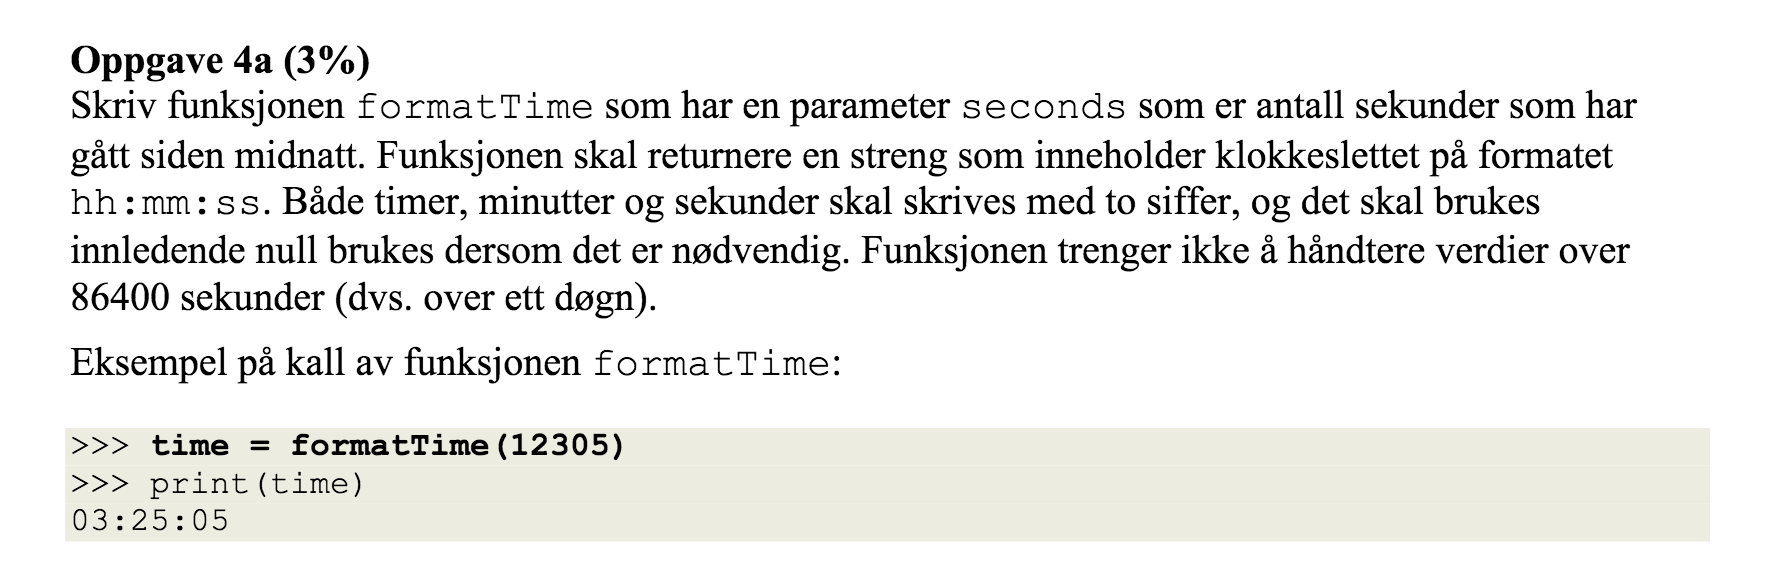 Oppgave 4a (3%)
Skriv funksjonen formatTime som har en parameter seconds som er antall sekunder som har
gått siden midnatt. Funksjonen skal returnere en streng som inneholder klokkeslettet på formatet
hh:mm:ss. Både timer, minutter og sekunder skal skrives med to siffer, og det skal brukes
innledende null brukes dersom det er nødvendig. Funksjonen trenger ikke å håndtere verdier over
86400 sekunder (dvs. over ett døgn).
Eksempel på kall av funksjonen formatTime:
>>> time = formatTime(12305)
>>> print(time)
03:25:05